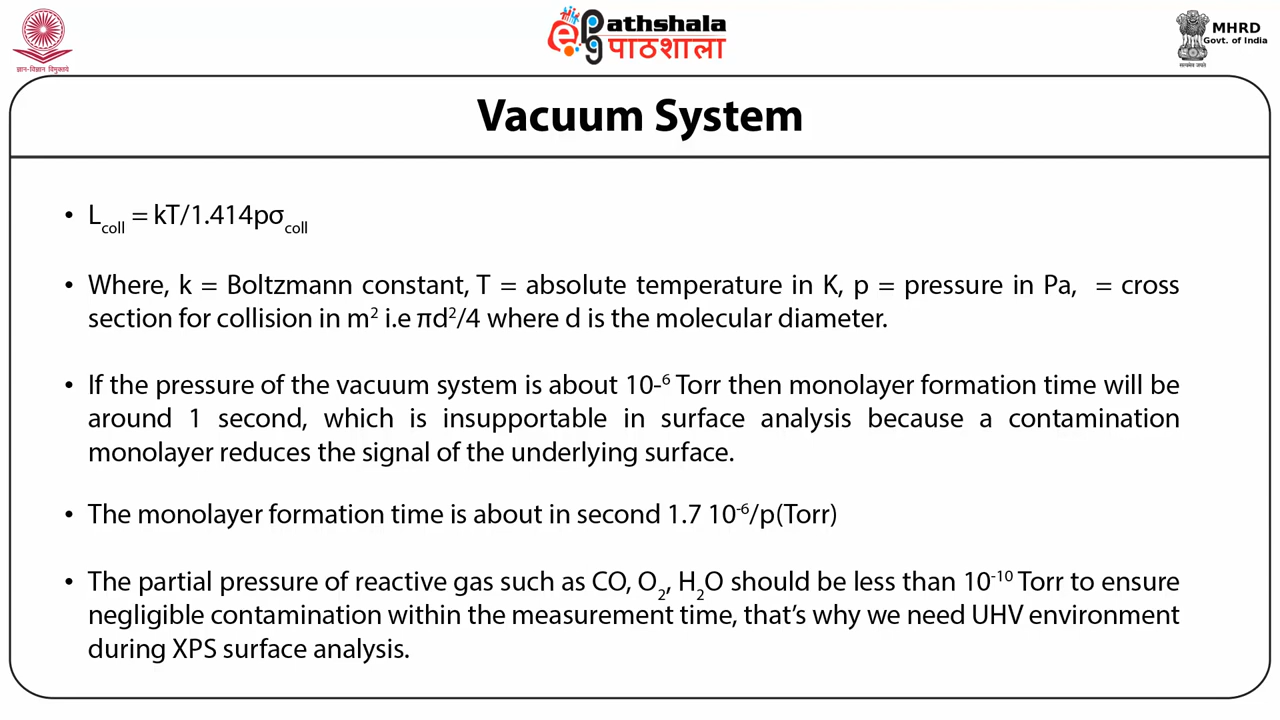 ज्ञान-विज्ञान विमुक्तये
epg Pathshala
पाठशाला
सत्यमेव जयते
MHRD
Govt. of India
Vacuum System
• L_coll = kT/1.414pσ_coll
• Where, k = Boltzmann constant, T = absolute temperature in K, p = pressure in Pa,  = cross
section for collision in m² i.e πd²/4 where d is the molecular diameter.
• If the pressure of the vacuum system is about 10-⁶ Torr then monolayer formation time will be
around 1 second, which is insupportable in surface analysis because a contamination
monolayer reduces the signal of the underlying surface.
• The monolayer formation time is about in second 1.7 10⁻⁶/p(Torr)
• The partial pressure of reactive gas such as CO, O₂, H₂O should be less than 10⁻¹⁰ Torr to ensure
negligible contamination within the measurement time, that’s why we need UHV environment
during XPS surface analysis.